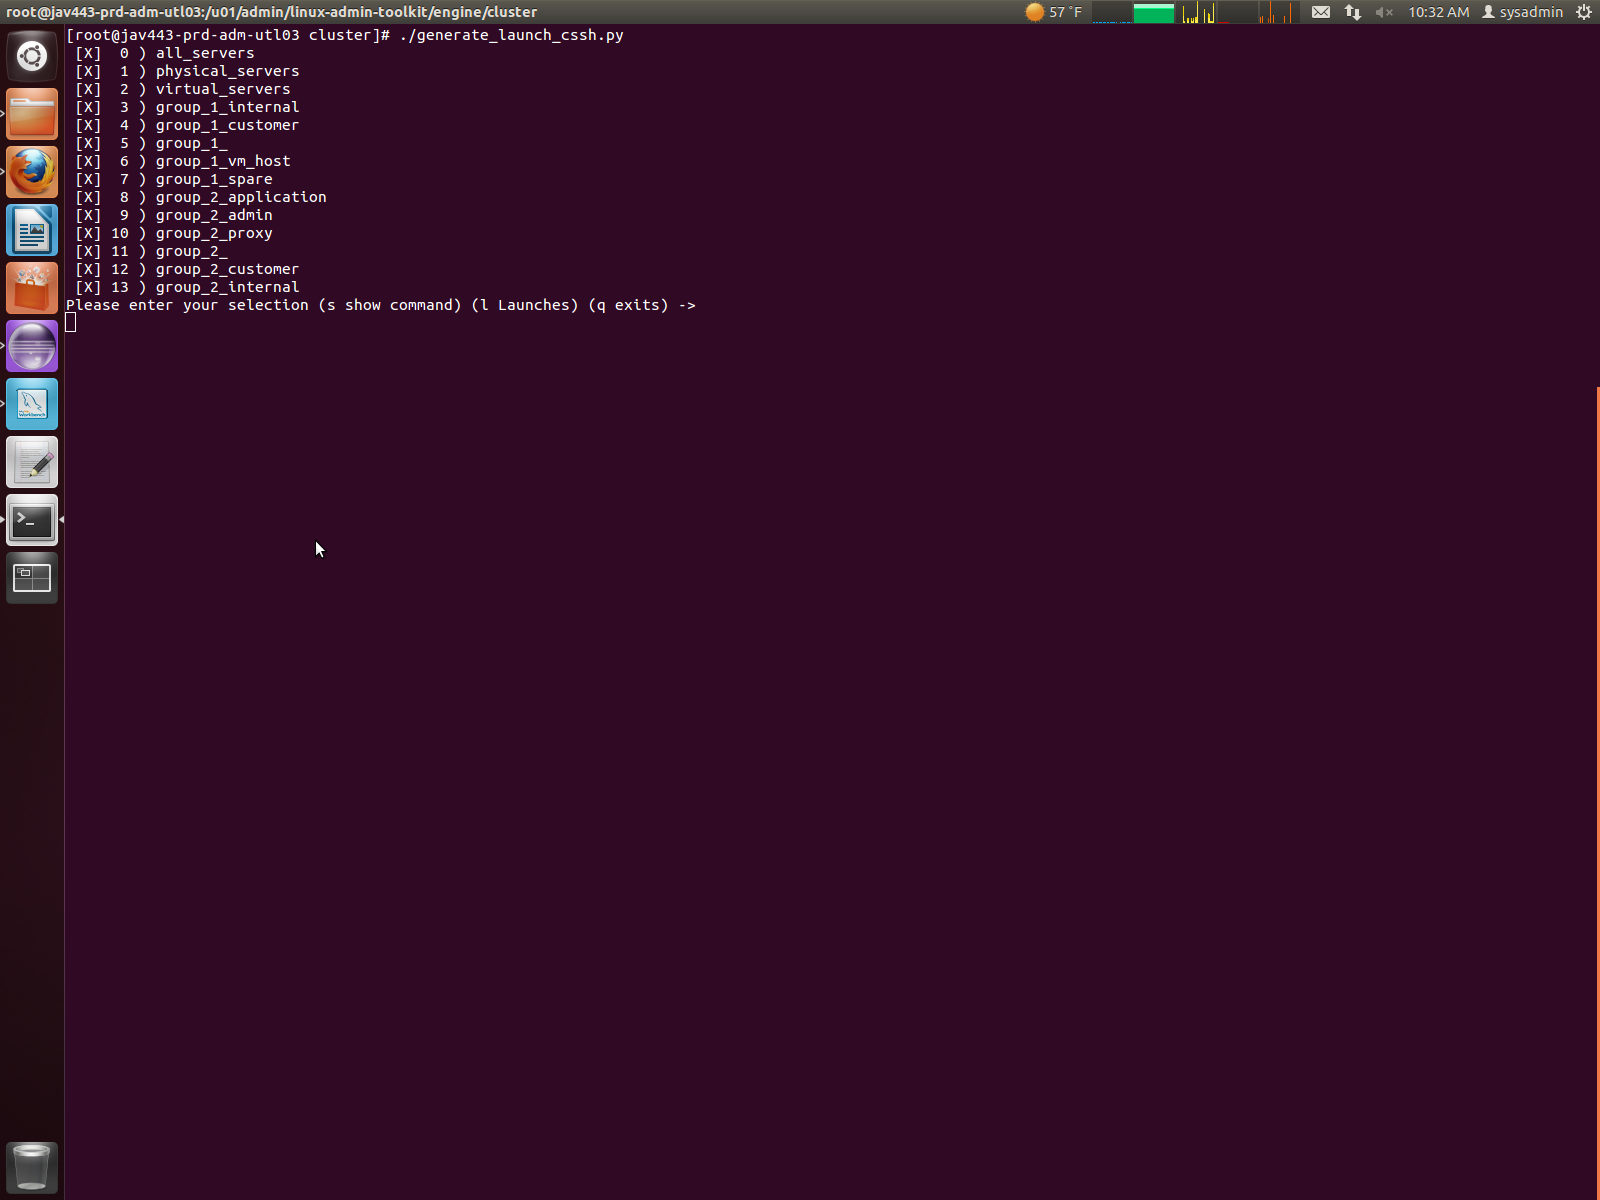 root@jav443-prd-adm-utl03:/u01/admin/linux-admin-toolkit/engine/cluster
57 °F
10:32 AM
sysadmin
[root@jav443-prd-adm-utl03 cluster]# ./generate_launch_cssh.py
[X]  0 ) all_servers
[X]  1 ) physical_servers
[X]  2 ) virtual_servers
[X]  3 ) group_1_internal
[X]  4 ) group_1_customer
[X]  5 ) group_1_
[X]  6 ) group_1_vm_host
[X]  7 ) group_1_spare
[X]  8 ) group_2_application
[X]  9 ) group_2_admin
[X] 10 ) group_2_proxy
[X] 11 ) group_2_
[X] 12 ) group_2_customer
[X] 13 ) group_2_internal
Please enter your selection (s show command) (l Launches) (q exits) ->
Workbench
>_